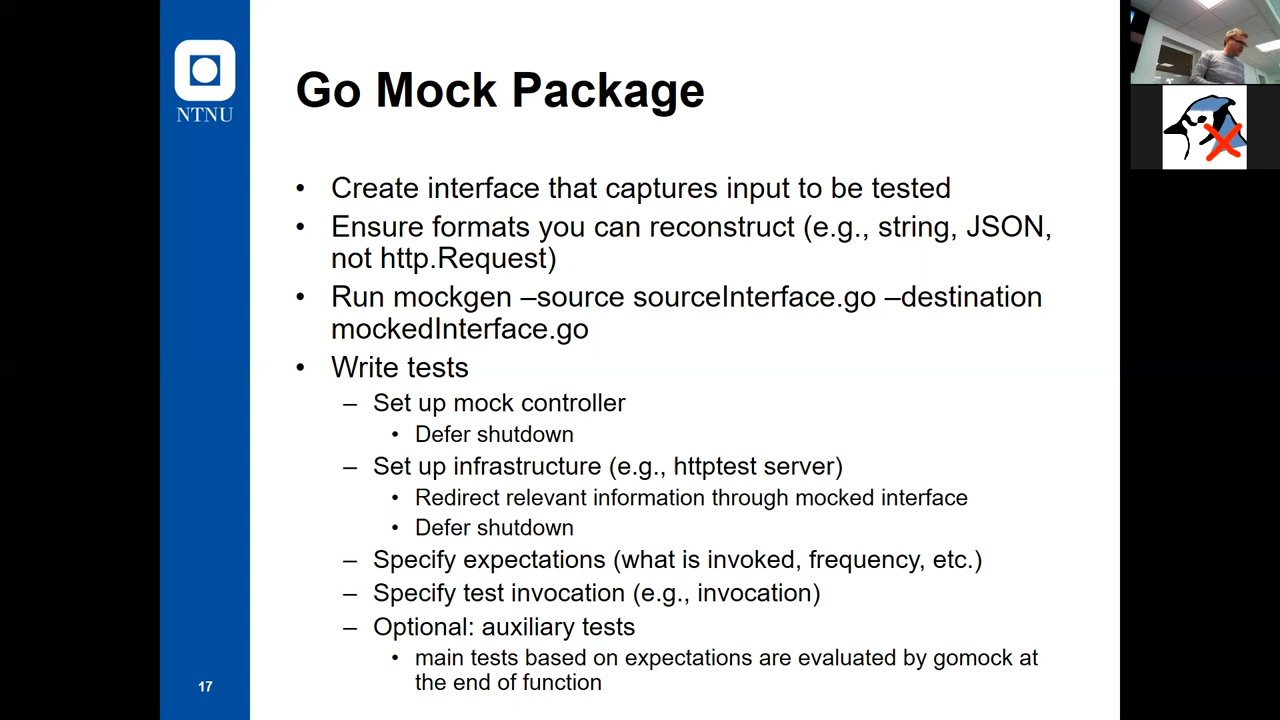 NTNU
Go Mock Package
• Create interface that captures input to be tested
• Ensure formats you can reconstruct (e.g., string, JSON,
not http.Request)
• Run mockgen –source sourceInterface.go –destination
mockedInterface.go
• Write tests
– Set up mock controller
• Defer shutdown
– Set up infrastructure (e.g., httptest server)
• Redirect relevant information through mocked interface
• Defer shutdown
– Specify expectations (what is invoked, frequency, etc.)
– Specify test invocation (e.g., invocation)
– Optional: auxiliary tests
• main tests based on expectations are evaluated by gomock at
the end of function
17